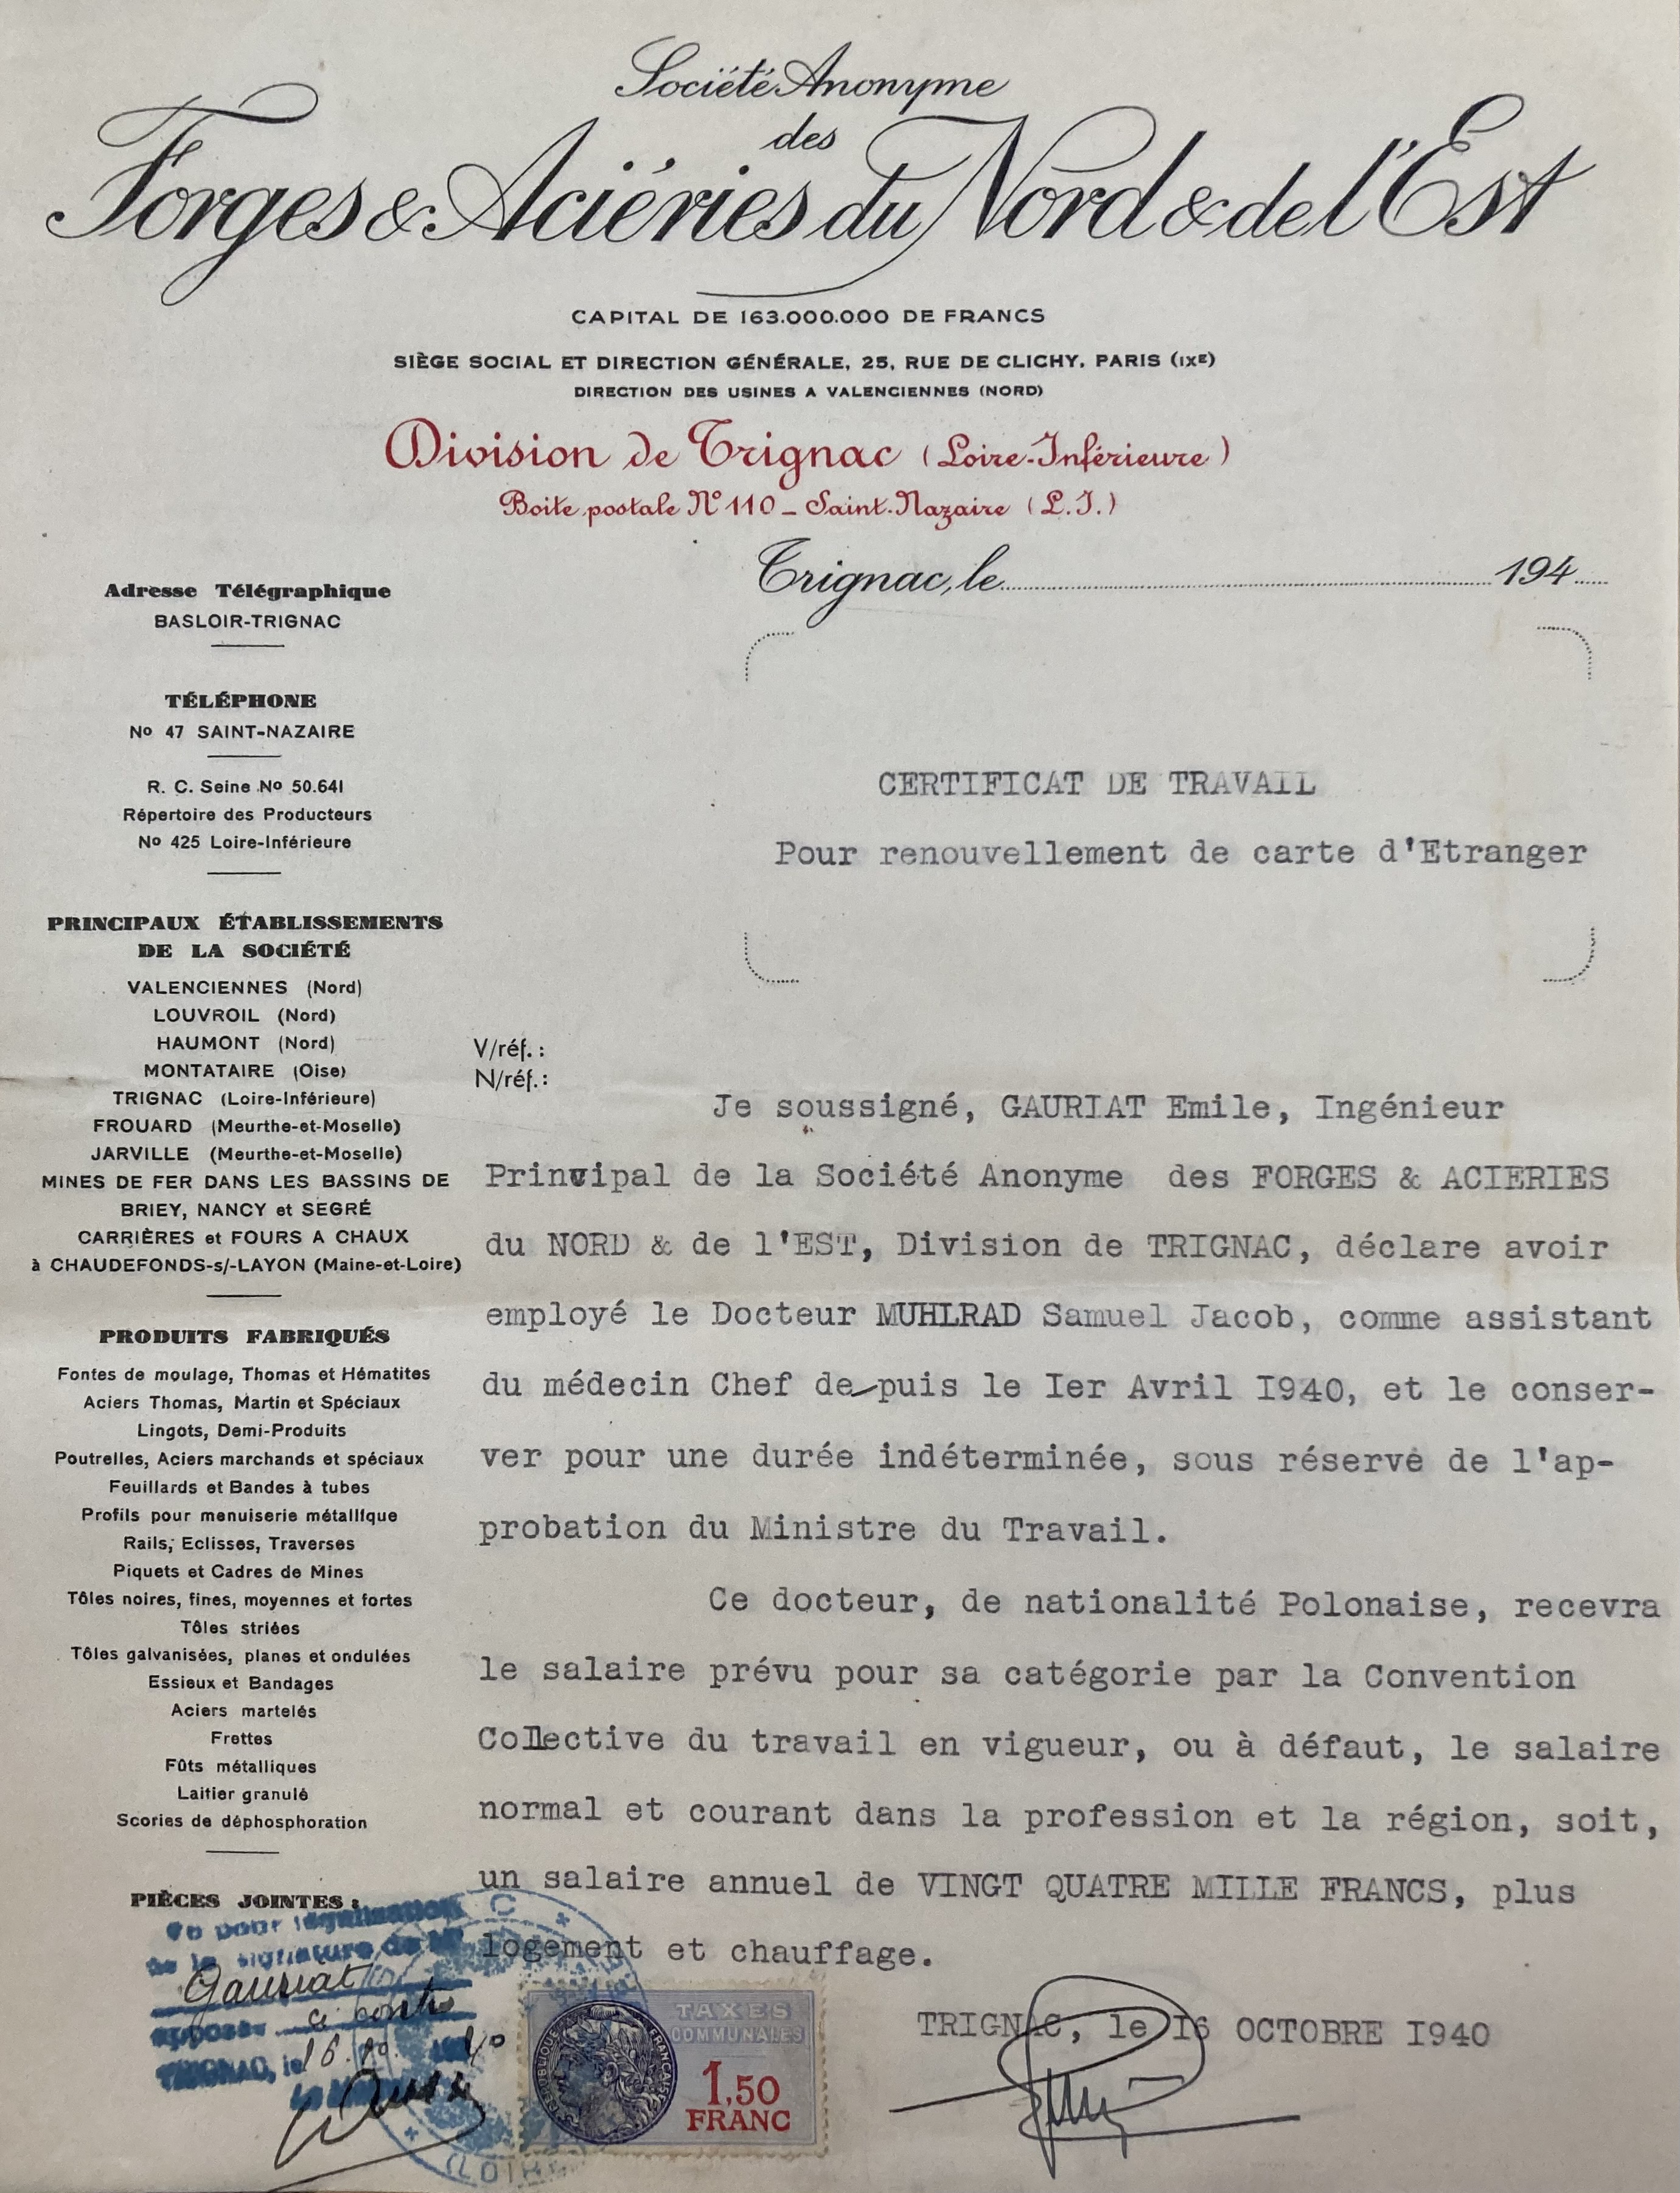 Société Anonyme
des
Forges & Aciéries du Nord & de l'Est
CAPITAL DE 163.000.000 DE FRANCS
SIÈGE SOCIAL ET DIRECTION GÉNÉRALE, 25, RUE DE CLICHY, PARIS (IXE)
DIRECTION DES USINES A VALENCIENNES (NORD)
Division de Trignac (Loire-Inférieure)
Boite postale N° 110 _ Saint-Nazaire (L.I.)
Trignac, le 194
Adresse Télégraphique
BASLOIR-TRIGNAC
TÉLÉPHONE
No 47 SAINT-NAZAIRE
R. C. Seine No 50.641
Répertoire des Producteurs
No 425 Loire-Inférieure
PRINCIPAUX ÉTABLISSEMENTS
DE LA SOCIÉTÉ
VALENCIENNES (Nord)
LOUVROIL (Nord)
HAUMONT (Nord)
MONTATAIRE (Oise)
TRIGNAC (Loire-Inférieure)
FROUARD (Meurthe-et-Moselle)
JARVILLE (Meurthe-et-Moselle)
MINES DE FER DANS LES BASSINS DE
BRIEY, NANCY et SEGRÉ
CARRIÈRES et FOURS A CHAUX
à CHAUDEFONDS-s/-LAYON (Maine-et-Loire)
PRODUITS FABRIQUÉS
Fontes de moulage, Thomas et Hématites
Aciers Thomas, Martin et Spéciaux
Lingots, Demi-Produits
Poutrelles, Aciers marchands et spéciaux
Feuillards et Bandes à tubes
Profils pour menuiserie métallique
Rails, Eclisses, Traverses
Piquets et Cadres de Mines
Tôles noires, fines, moyennes et fortes
Tôles striées
Tôles galvanisées, planes et ondulées
Essieux et Bandages
Aciers martelés
Frettes
Fûts métalliques
Laitier granulé
Scories de déphosphoration
PIÈCES JOINTES :
CERTIFICAT DE TRAVAIL
Pour renouvellement de carte d'Etranger
V/réf. :
N/réf. :
Je soussigné, GAURIAT Emile, Ingénieur
Principal de la Société Anonyme des FORGES & ACIERIES
du NORD & de l'EST, Division de TRIGNAC, déclare avoir
employé le Docteur MUHLRAD Samuel Jacob, comme assistant
du médecin Chef de puis le Ier Avril I940, et le conser-
ver pour une durée indéterminée, sous réserve de l'ap-
probation du Ministre du Travail.
Ce docteur, de nationalité Polonaise, recevra
le salaire prévu pour sa catégorie par la Convention
Collective du travail en vigueur, ou à défaut, le salaire
normal et courant dans la profession et la région, soit,
un salaire annuel de VINGT QUATRE MILLE FRANCS, plus
logement et chauffage.
TRIGNAC, le I6 OCTOBRE I940
Vu pour légalisation
de la signature de Mr
Gauriat
apposée ci contre
TRIGNAC, le 16
TAXES
COMMUNALES
REPUBLIQUE FRANCAISE
1,50
FRANC